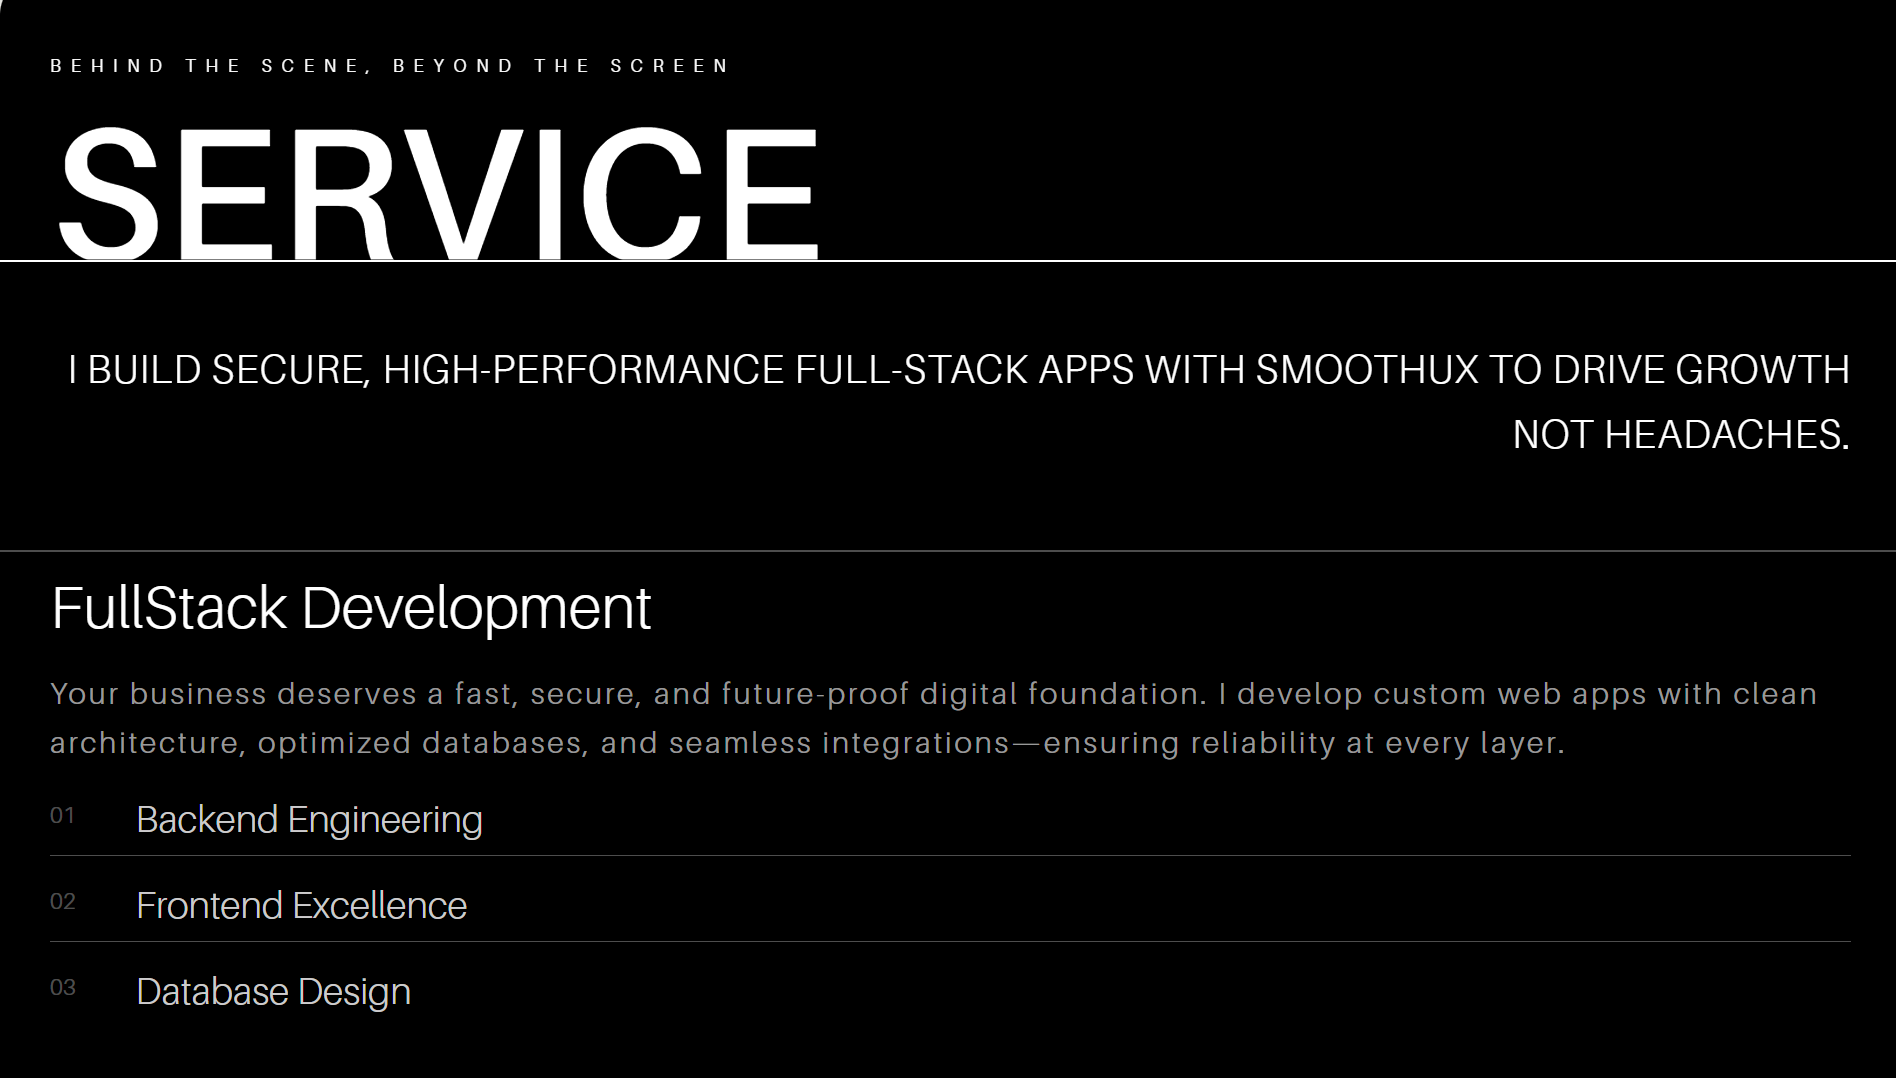 BEHIND THE SCENE, BEYOND THE SCREEN
SERVICE
I BUILD SECURE, HIGH-PERFORMANCE FULL-STACK APPS WITH SMOOTHUX TO DRIVE GROWTH
NOT HEADACHES.
FullStack Development
Your business deserves a fast, secure, and future-proof digital foundation. I develop custom web apps with clean
architecture, optimized databases, and seamless integrations—ensuring reliability at every layer.
01 Backend Engineering
02 Frontend Excellence
03 Database Design